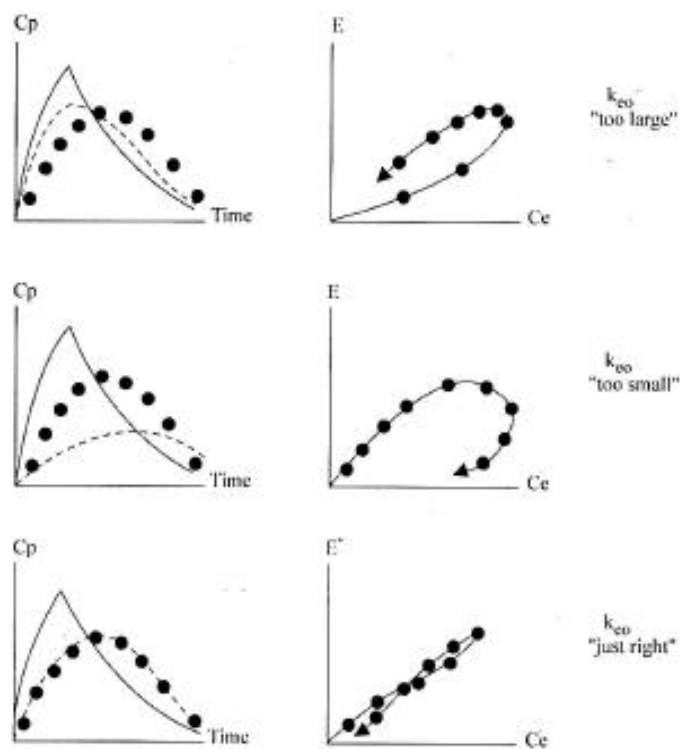 Cp
E
Time
Ce
keo
"too large"
Cp
E
Time
Ce
keo
"too small"
Cp
E
Time
Ce
keo
"just right"